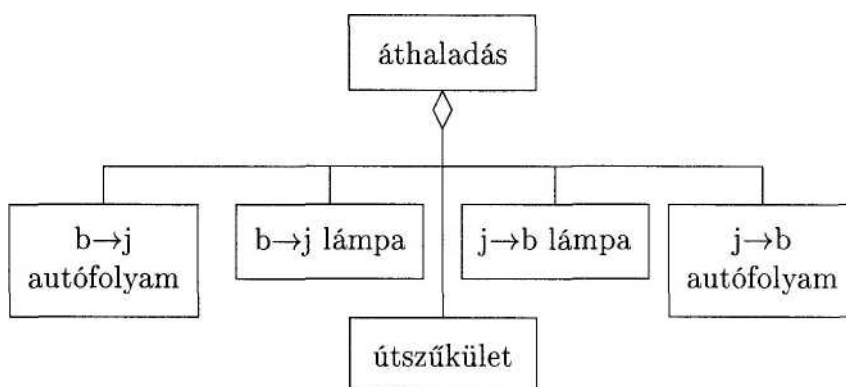 áthaladás
b→j
autófolyam
b→j lámpa
j→b lámpa
j→b
autófolyam
útszűkület